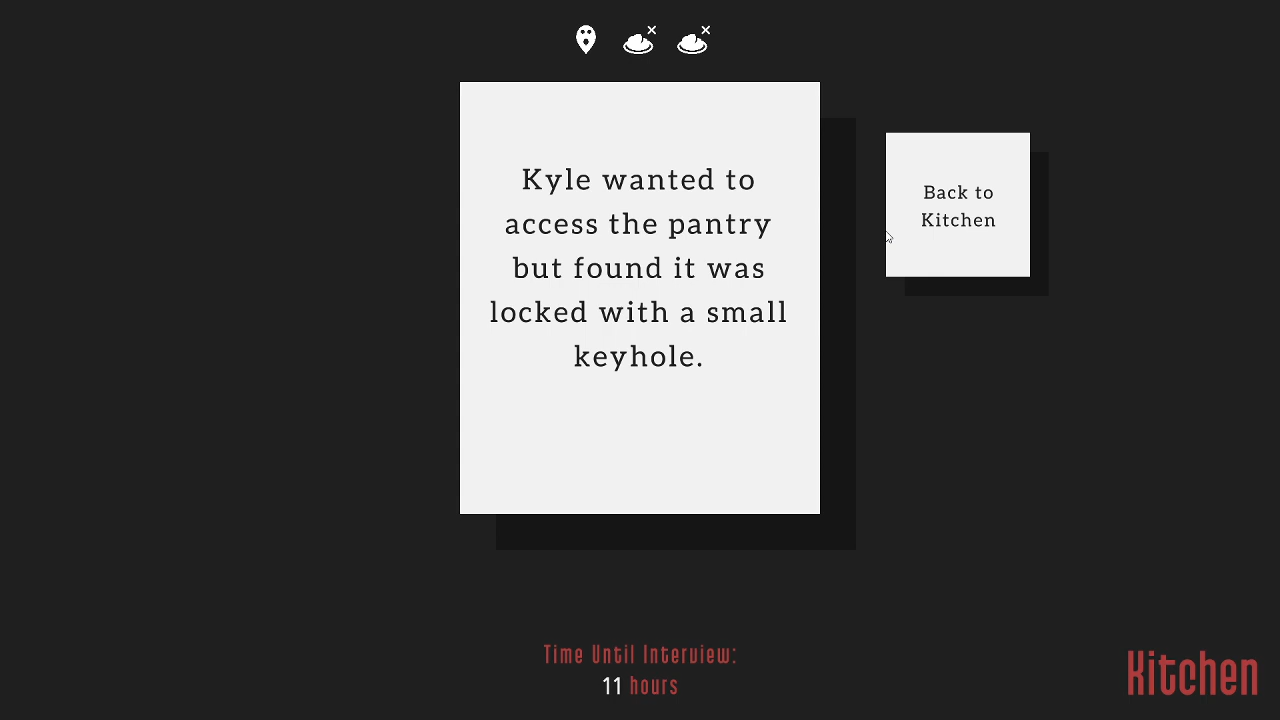 Kyle wanted to
access the pantry
but found it was
locked with a small
keyhole.
Back to
Kitchen
Time Until Interview:
11 hours
Kitchen